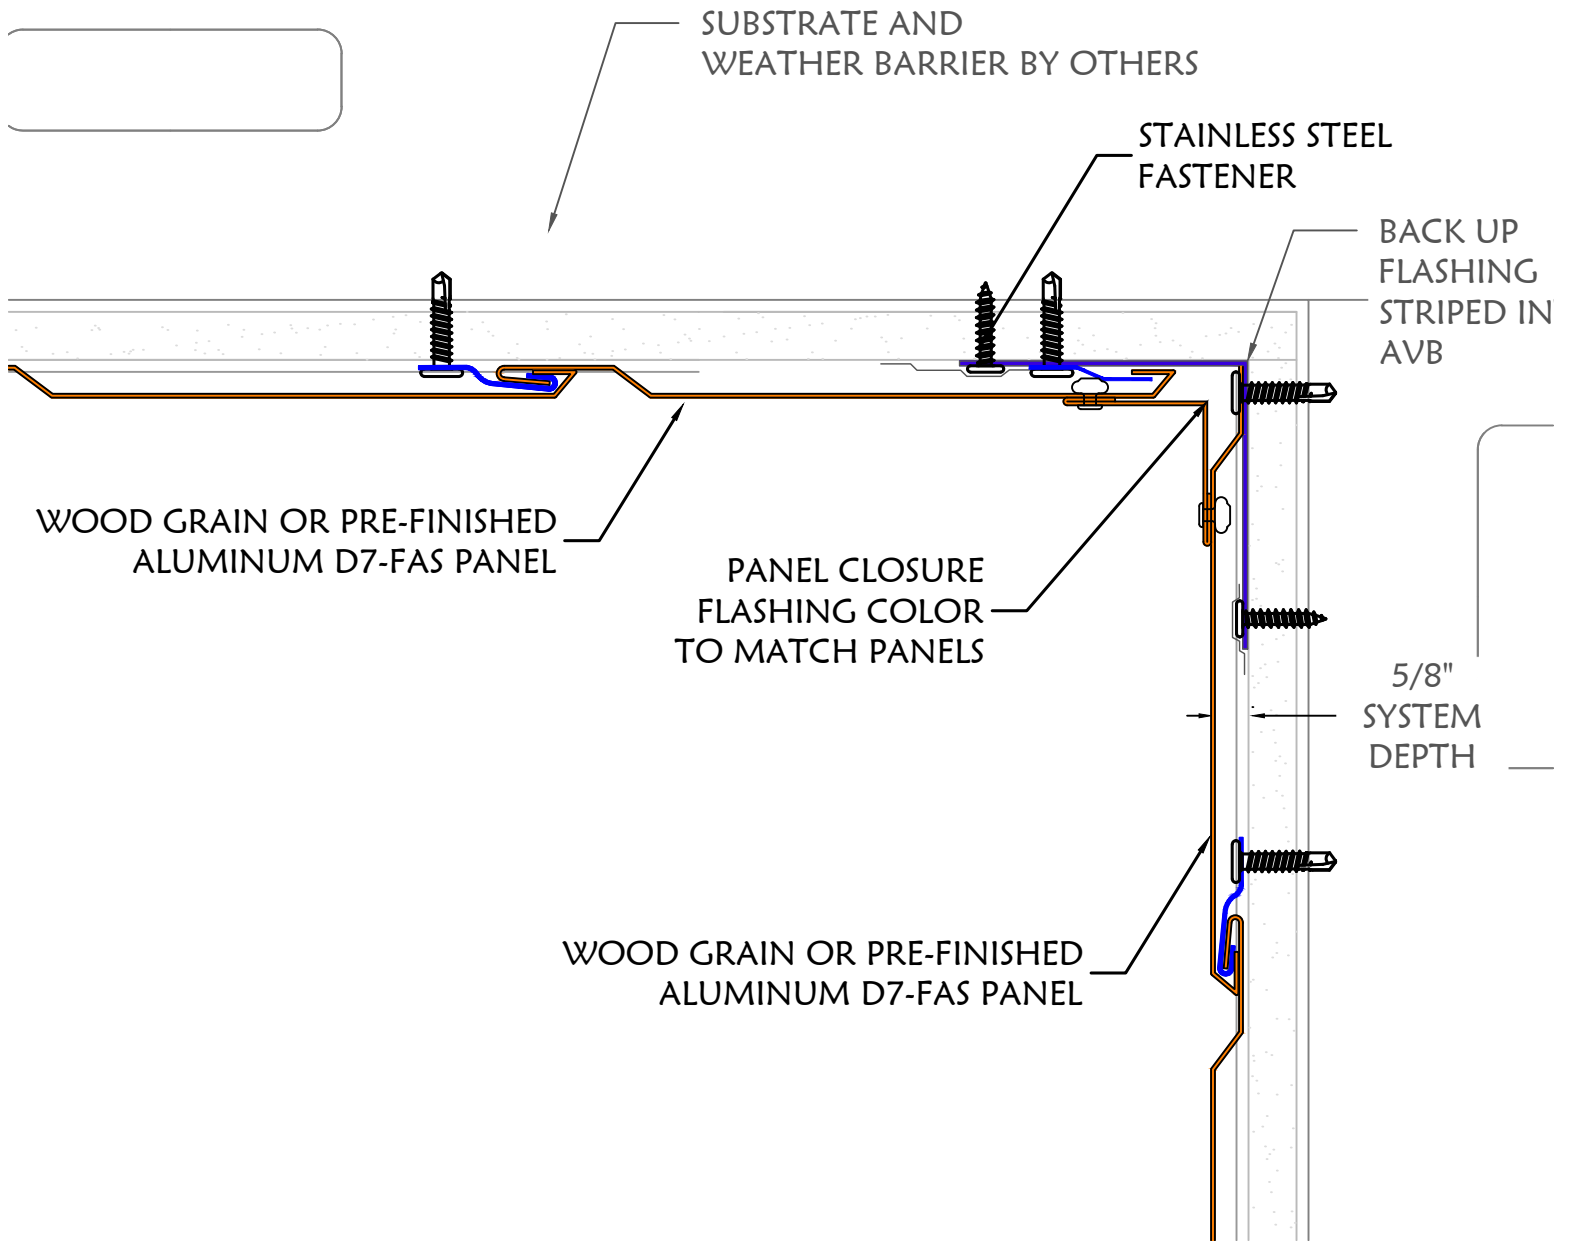 SUBSTRATE AND
WEATHER BARRIER BY OTHERS
STAINLESS STEEL
FASTENER
BACK UP
FLASHING
STRIPED IN
AVB
WOOD GRAIN OR PRE-FINISHED
ALUMINUM D7-FAS PANEL
PANEL CLOSURE
FLASHING COLOR
TO MATCH PANELS
5/8"
SYSTEM
DEPTH
WOOD GRAIN OR PRE-FINISHED
ALUMINUM D7-FAS PANEL